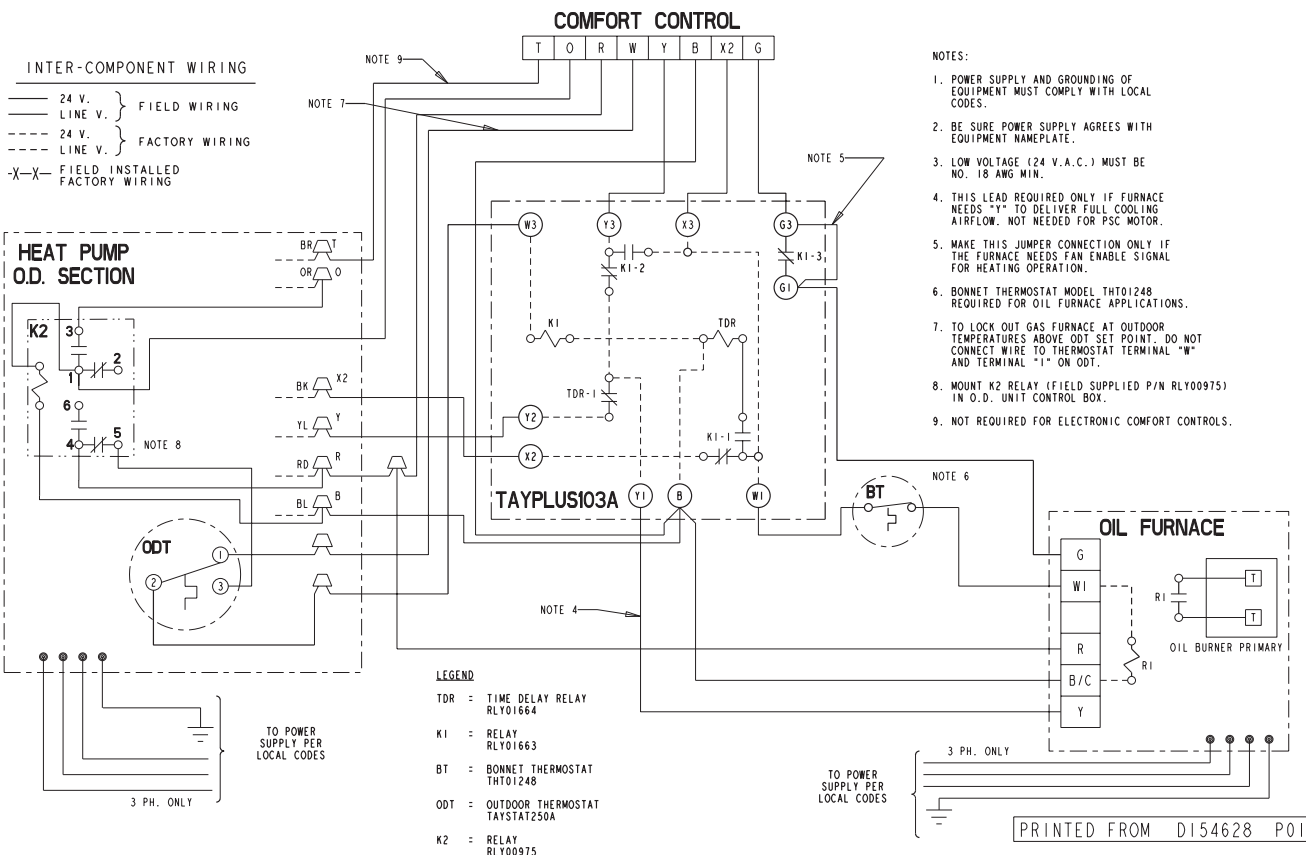 COMFORT CONTROL
T O R W Y B X2 G
INTER-COMPONENT WIRING
24 V.
LINE V.
FIELD WIRING
24 V.
LINE V.
FACTORY WIRING
-X—X— FIELD INSTALLED
FACTORY WIRING
NOTE 9
NOTE 7
NOTE 5
NOTES:
1. POWER SUPPLY AND GROUNDING OF
EQUIPMENT MUST COMPLY WITH LOCAL
CODES.
2. BE SURE POWER SUPPLY AGREES WITH
EQUIPMENT NAMEPLATE.
3. LOW VOLTAGE (24 V.A.C.) MUST BE
NO. 18 AWG MIN.
4. THIS LEAD REQUIRED ONLY IF FURNACE
NEEDS "Y" TO DELIVER FULL COOLING
AIRFLOW. NOT NEEDED FOR PSC MOTOR.
5. MAKE THIS JUMPER CONNECTION ONLY IF
THE FURNACE NEEDS FAN ENABLE SIGNAL
FOR HEATING OPERATION.
6. BONNET THERMOSTAT MODEL THT01248
REQUIRED FOR OIL FURNACE APPLICATIONS.
7. TO LOCK OUT GAS FURNACE AT OUTDOOR
TEMPERATURES ABOVE ODT SET POINT. DO NOT
CONNECT WIRE TO THERMOSTAT TERMINAL "W"
AND TERMINAL "1" ON ODT.
8. MOUNT K2 RELAY (FIELD SUPPLIED P/N RLY00975)
IN O.D. UNIT CONTROL BOX.
9. NOT REQUIRED FOR ELECTRONIC COMFORT CONTROLS.
HEAT PUMP
O.D. SECTION
BR T
OR O
K2
3
2
1
6
5
4
NOTE 8
BK X2
YL Y
RD R
BL B
ODT
1
2
3
W3
Y3
X3
G3
K1-2
K1-3
G1
K1
TDR
TDR-1
Y2
K1-1
X2
TAYPLUS103A
Y1
B
W1
BT
NOTE 6
NOTE 4
OIL FURNACE
G
W1
R
B/C
Y
R1
R1
T
T
OIL BURNER PRIMARY
TO POWER
SUPPLY PER
LOCAL CODES
3 PH. ONLY
LEGEND
TDR = TIME DELAY RELAY
RLY01664
K1 = RELAY
RLY01663
BT = BONNET THERMOSTAT
THT01248
ODT = OUTDOOR THERMOSTAT
TAYSTAT250A
K2 = RELAY
RLY00975
3 PH. ONLY
TO POWER
SUPPLY PER
LOCAL CODES
PRINTED FROM D154628 P01